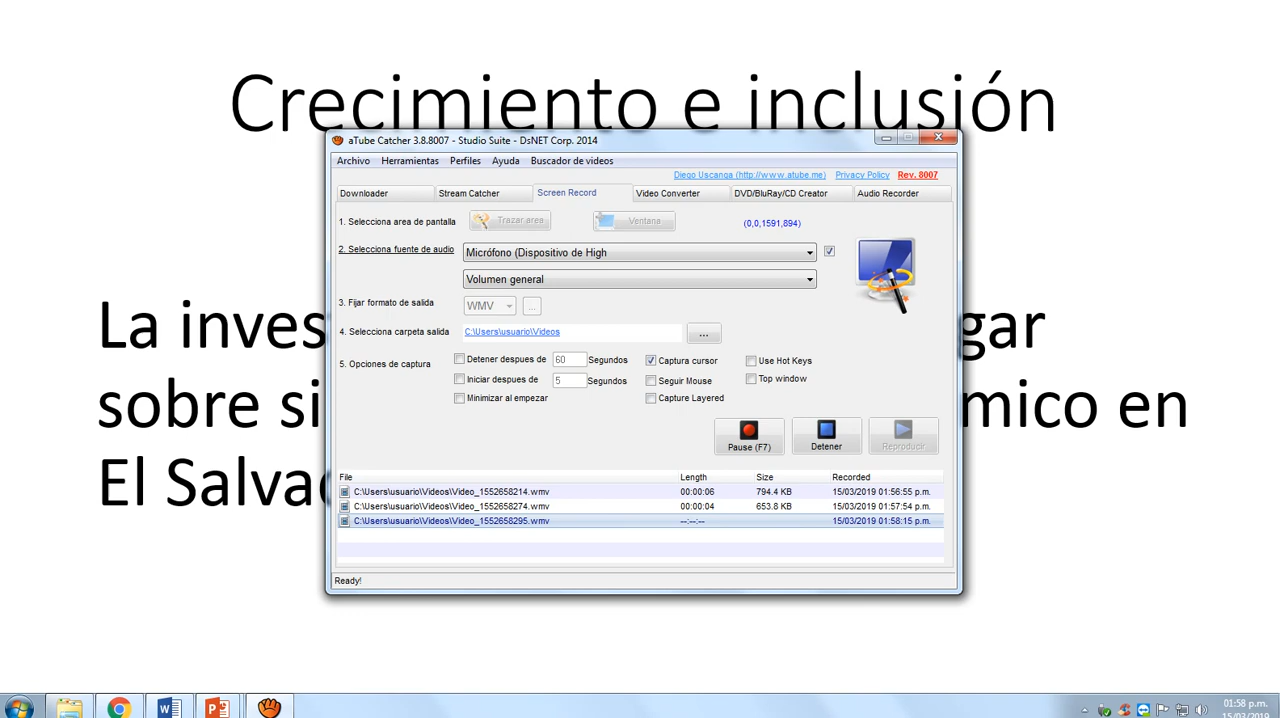 Crecimiento e inclusión
aTube Catcher 3.8.8007 - Studio Suite - DsNET Corp. 2014
Archivo Herramientas Perfiles Ayuda Buscador de videos
Diego Uscanga (http://www.atube.me) Privacy Policy Rev. 8007
Downloader Stream Catcher Screen Record Video Converter DVD/BluRay/CD Creator Audio Recorder
1. Selecciona area de pantalla Trazar area Ventana (0,0,1591,894)
2. Selecciona fuente de audio Micrófono (Dispositivo de High
Volumen general
3. Fijar formato de salida WMV ...
4. Selecciona carpeta salida C:\Users\usuario\Videos ...
5. Opciones de captura Detener despues de 60 Segundos Captura cursor Use Hot Keys
Iniciar despues de 5 Segundos Seguir Mouse Top window
Minimizar al empezar Capture Layered
Pause (F7) Detener Reproducir
File Length Size Recorded
C:\Users\usuario\Videos\Video_1552658214.wmv 00:00:06 794.4 KB 15/03/2019 01:56:55 p.m.
C:\Users\usuario\Videos\Video_1552658274.wmv 00:00:04 653.8 KB 15/03/2019 01:57:54 p.m.
C:\Users\usuario\Videos\Video_1552658295.wmv --:--:-- 15/03/2019 01:58:15 p.m.
Ready!
La inves gar
sobre si mico en
El Salvad
01:58 p.m.
15/03/2019